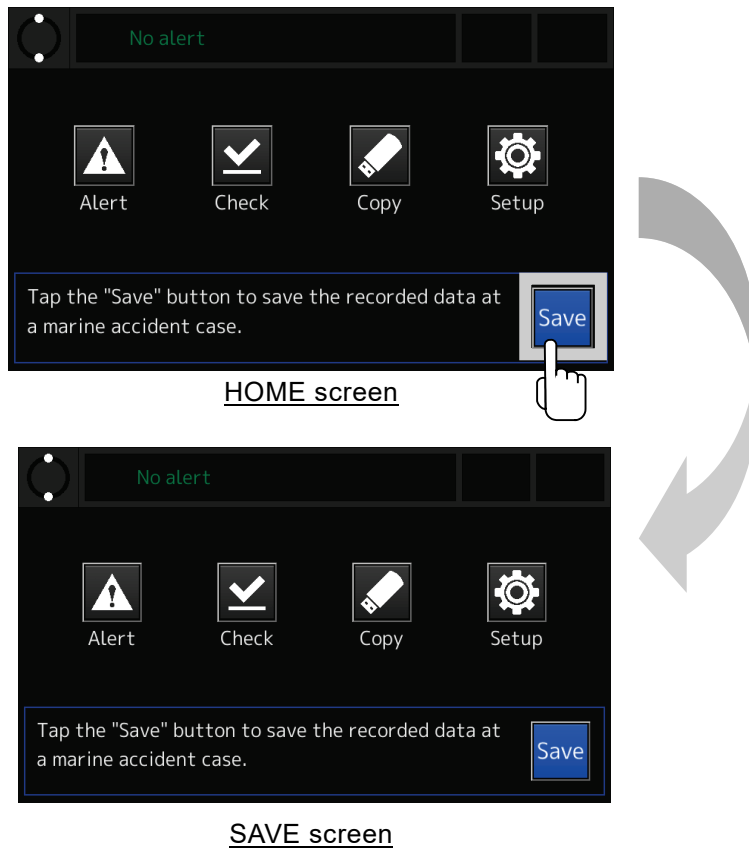 No alert
Alert Check Copy Setup
Tap the "Save" button to save the recorded data at
a marine accident case.
Save
HOME screen
No alert
Alert Check Copy Setup
Tap the "Save" button to save the recorded data at
a marine accident case.
Save
SAVE screen